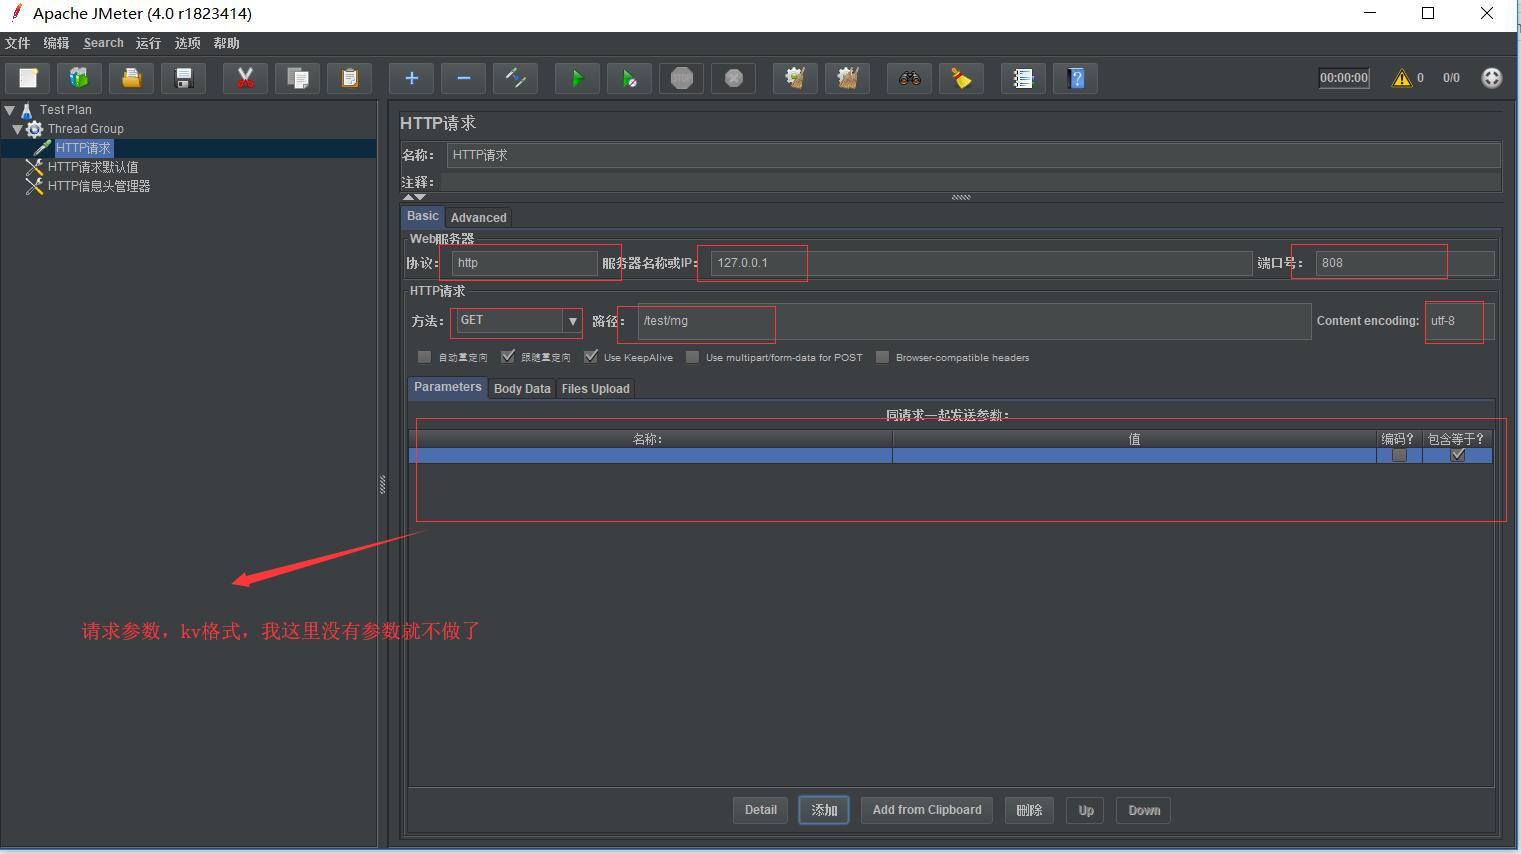 Apache JMeter (4.0 r1823414)
文件 编辑 Search 运行 选项 帮助
STOP
00:00:00 0 0/0
Test Plan
Thread Group
HTTP请求
HTTP请求默认值
HTTP信息头管理器
HTTP请求
名称： HTTP请求
注释：
Basic Advanced
Web服务器
协议： http 服务器名称或IP： 127.0.0.1 端口号： 808
HTTP请求
方法： GET 路径： /test/mg Content encoding: utf-8
自动重定向 跟随重定向 Use KeepAlive Use multipart/form-data for POST Browser-compatible headers
Parameters Body Data Files Upload
同请求一起发送参数：
名称： 值 编码？ 包含等于？
请求参数，kv格式，我这里没有参数就不做了
Detail 添加 Add from Clipboard 删除 Up Down